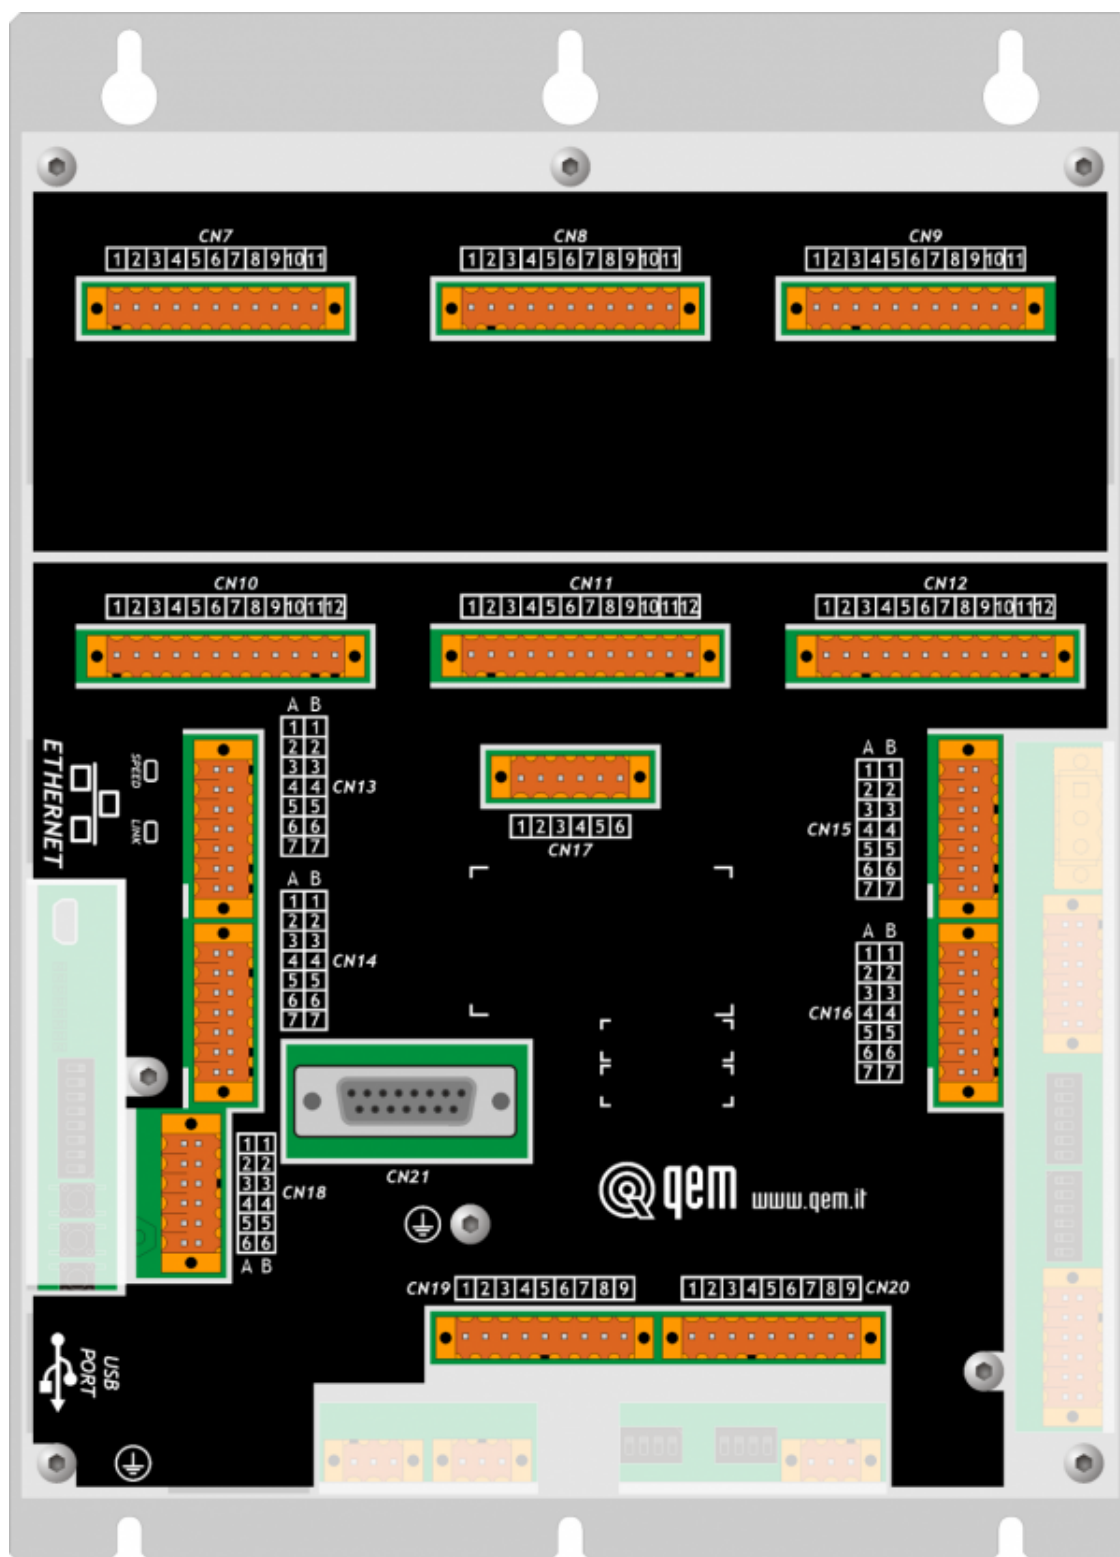 CN7
1 2 3 4 5 6 7 8 9 10 11
CN8
1 2 3 4 5 6 7 8 9 10 11
CN9
1 2 3 4 5 6 7 8 9 10 11
CN10
1 2 3 4 5 6 7 8 9 10 11 12
CN11
1 2 3 4 5 6 7 8 9 10 11 12
CN12
1 2 3 4 5 6 7 8 9 10 11 12
ETHERNET
SPEED
LINK
A B
1 1
2 2
3 3
4 4
5 5
6 6
7 7
CN13
A B
1 1
2 2
3 3
4 4
5 5
6 6
7 7
CN14
1 2 3 4 5 6
CN17
A B
1 1
2 2
3 3
4 4
5 5
6 6
7 7
CN15
A B
1 1
2 2
3 3
4 4
5 5
6 6
7 7
CN16
CN21
1 1
2 2
3 3
4 4
5 5
6 6
A B
CN18
qem www.qem.it
CN19 1 2 3 4 5 6 7 8 9
1 2 3 4 5 6 7 8 9 CN20
USB
PORT